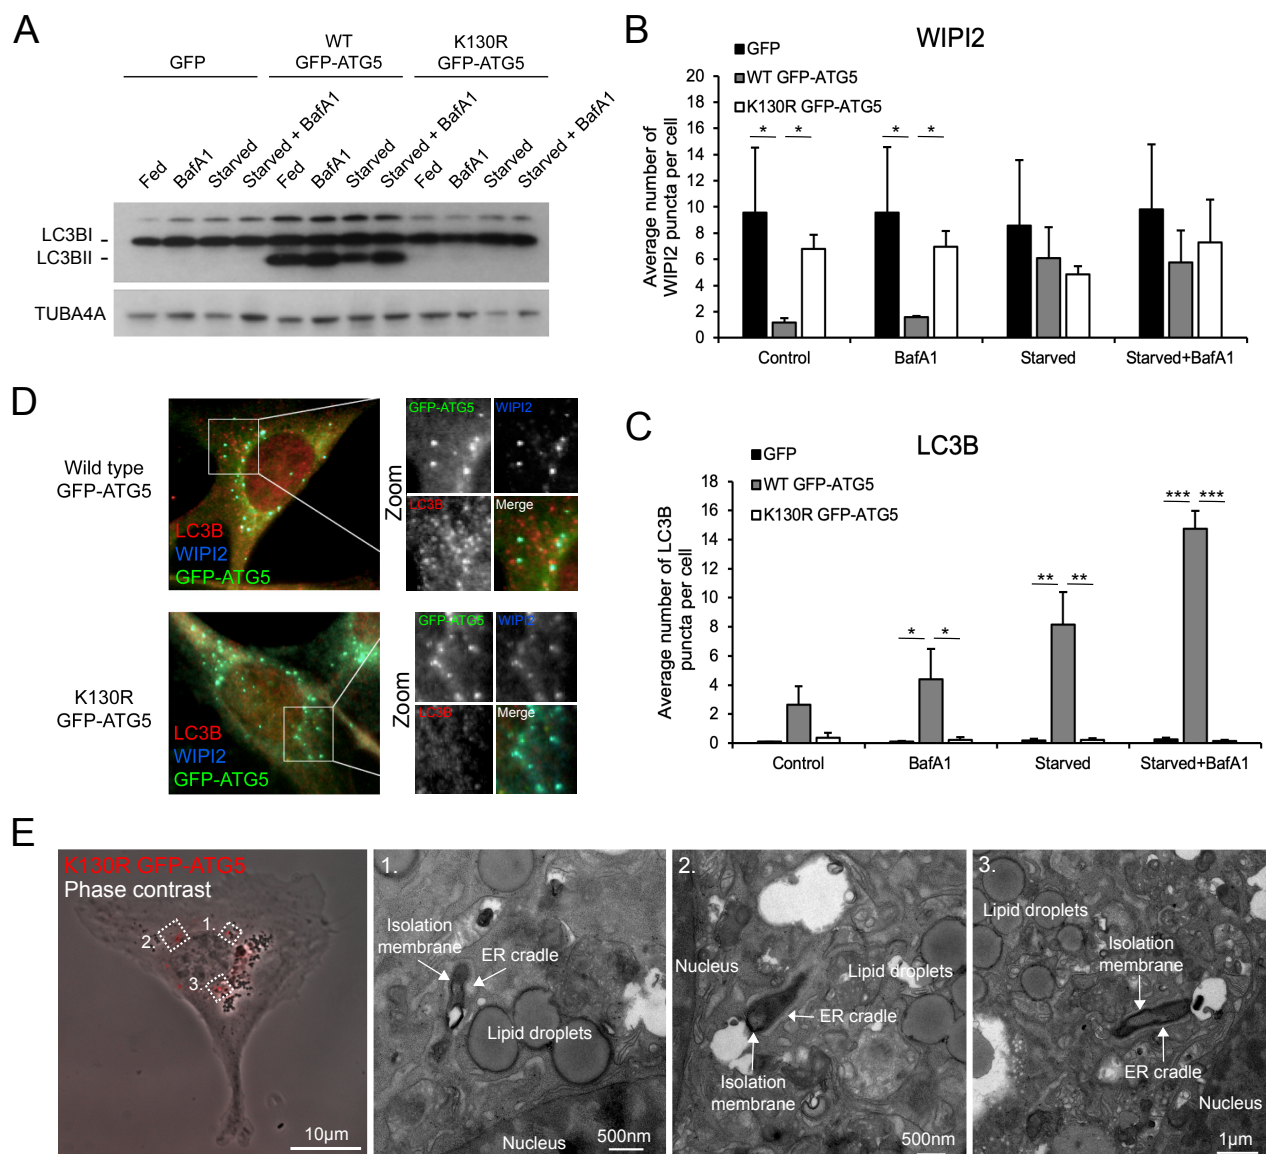 A
GFP
WT
GFP-ATG5
K130R
GFP-ATG5
Fed
BafA1
Starved
Starved + BafA1
Fed
BafA1
Starved
Starved + BafA1
Fed
BafA1
Starved
Starved + BafA1
LC3BI -
LC3BII -
TUBA4A
B
WIPI2
GFP
WT GFP-ATG5
K130R GFP-ATG5
Average number of
WIPI2 puncta per cell
20
18
16
14
12
10
8
6
4
2
0
* *
* *
Control
BafA1
Starved
Starved+BafA1
C
LC3B
GFP
WT GFP-ATG5
K130R GFP-ATG5
Average number of LC3B
puncta per cell
18
16
14
12
10
8
6
4
2
0
* *
** **
*** ***
Control
BafA1
Starved
Starved+BafA1
D
Wild type
GFP-ATG5
LC3B
WIPI2
GFP-ATG5
Zoom
GFP-ATG5
WIPI2
LC3B
Merge
K130R
GFP-ATG5
LC3B
WIPI2
GFP-ATG5
Zoom
GFP-ATG5
WIPI2
LC3B
Merge
E
K130R GFP-ATG5
Phase contrast
1.
2.
3.
10µm
1.
Isolation
membrane
ER cradle
Lipid droplets
Nucleus
500nm
2.
Nucleus
Lipid droplets
ER cradle
Isolation
membrane
500nm
3.
Lipid droplets
Isolation
membrane
ER cradle
Nucleus
1µm